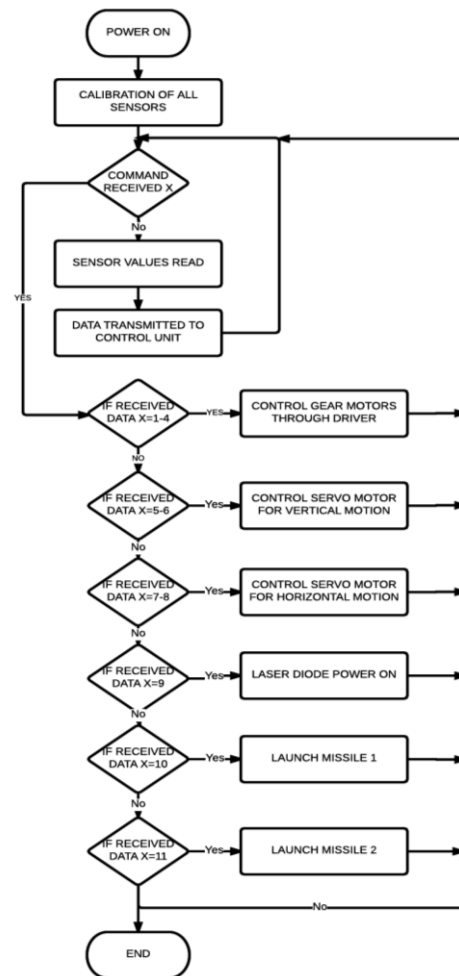 POWER ON
CALIBRATION OF ALL
SENSORS
COMMAND
RECEIVED X
No
YES
SENSOR VALUES READ
DATA TRANSMITTED TO
CONTROL UNIT
IF RECEIVED
DATA X=1-4
YES
CONTROL GEAR MOTORS
THROUGH DRIVER
NO
IF RECEIVED
DATA X=5-6
Yes
CONTROL SERVO MOTOR
FOR VERTICAL MOTION
No
IF RECEIVED
DATA X=7-8
Yes
CONTROL SERVO MOTOR
FOR HORIZONTAL MOTION
No
IF RECEIVED
DATA X=9
Yes
LASER DIODE POWER ON
No
IF RECEIVED
DATA X=10
Yes
LAUNCH MISSILE 1
No
IF RECEIVED
DATA X=11
Yes
LAUNCH MISSILE 2
No
END